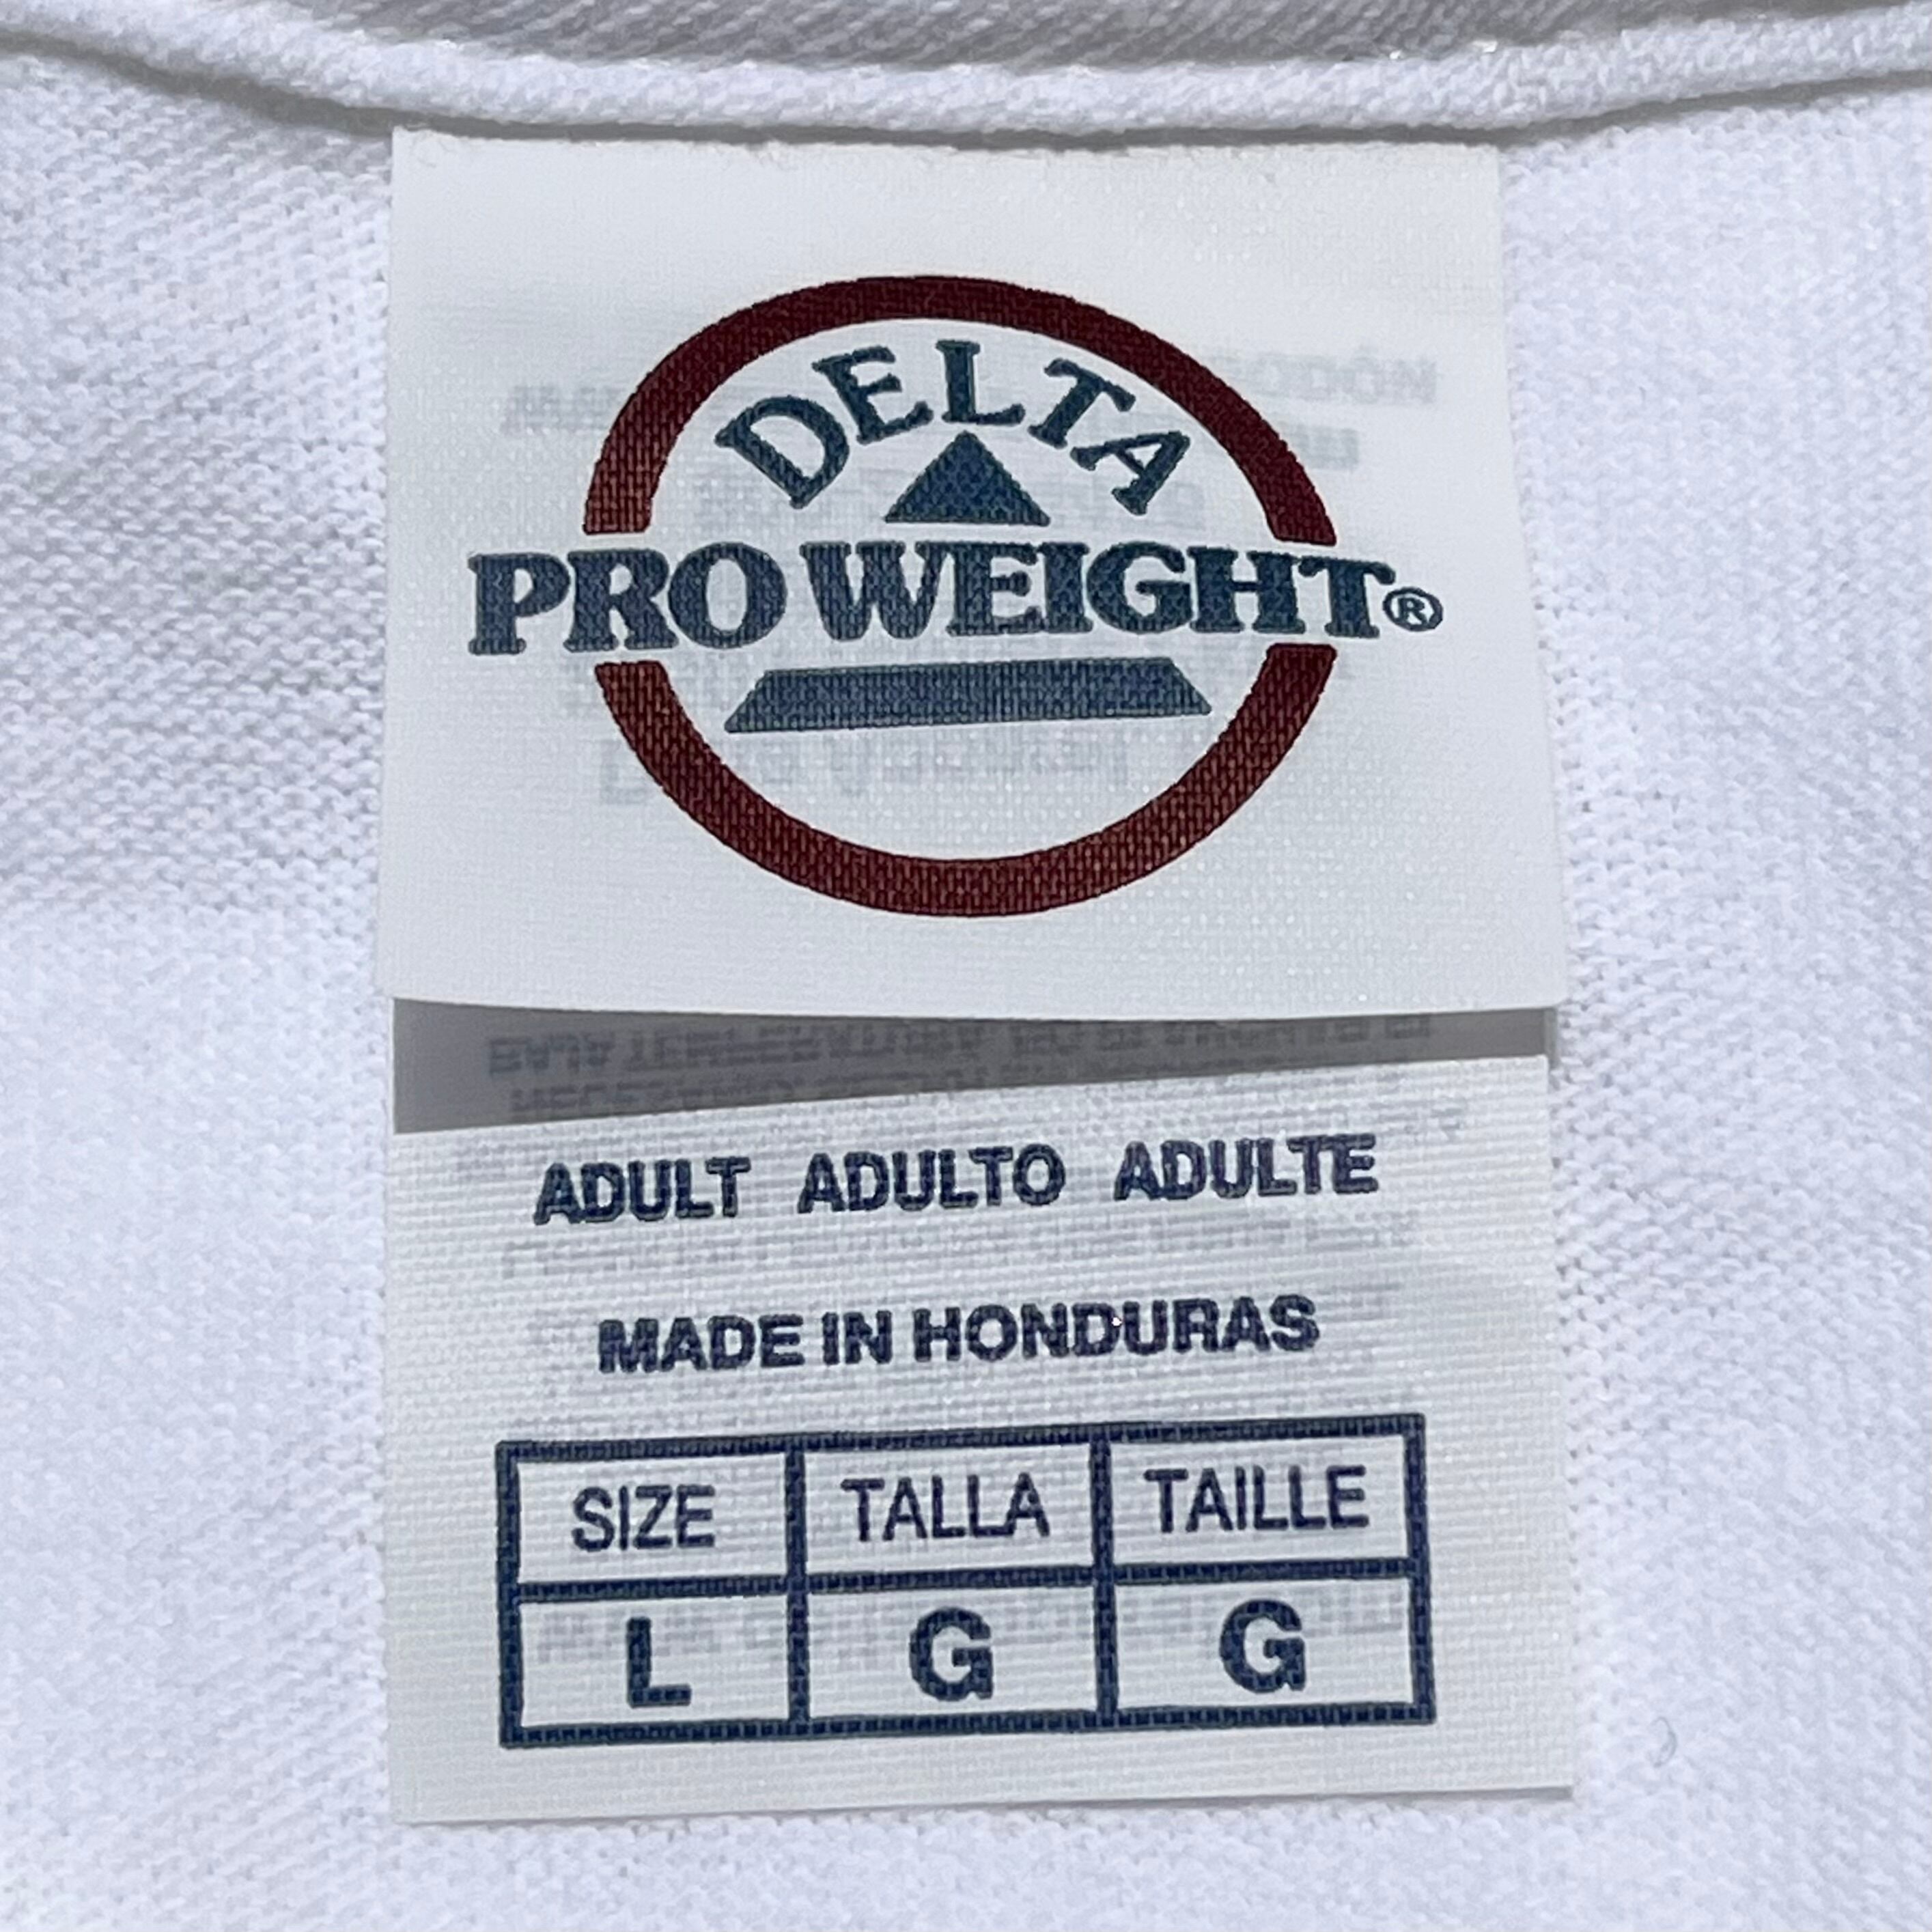 DELTA
PRO WEIGHT®
ADULT ADULTO ADULTE
MADE IN HONDURAS
SIZE TALLA TAILLE
L G G